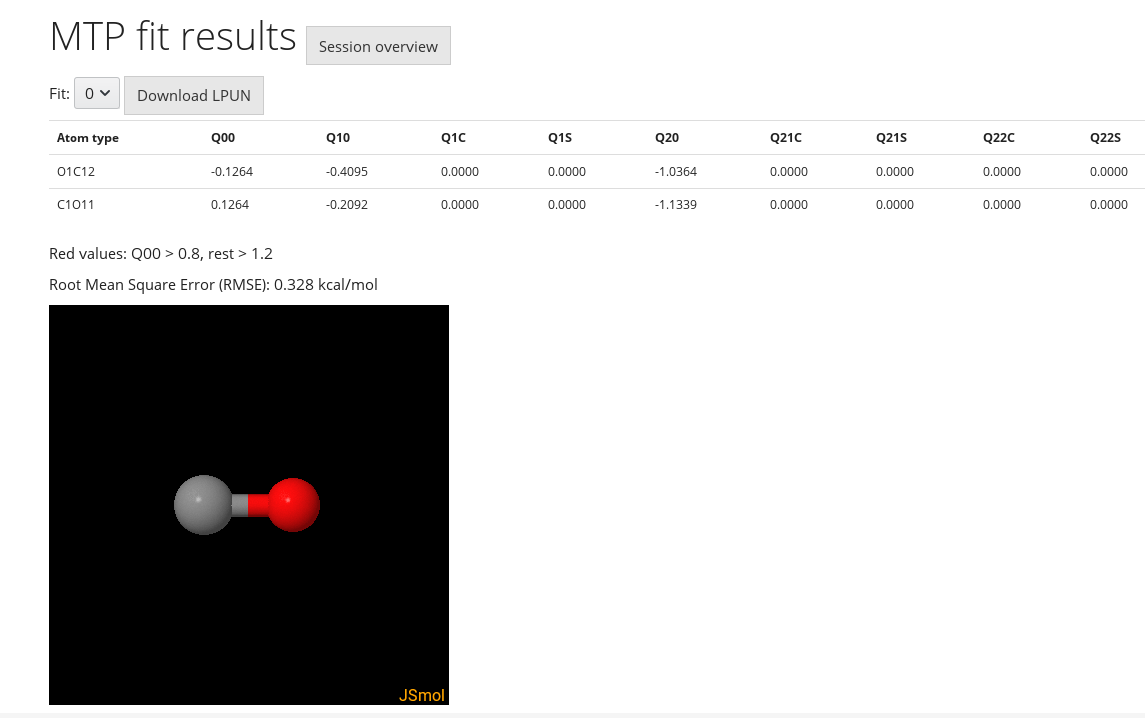 MTP fit results Session overview
Fit: 0 Download LPUN
Atom type Q00 Q10 Q1C Q1S Q20 Q21C Q21S Q22C Q22S
O1C12 -0.1264 -0.4095 0.0000 0.0000 -1.0364 0.0000 0.0000 0.0000 0.0000
C1O11 0.1264 -0.2092 0.0000 0.0000 -1.1339 0.0000 0.0000 0.0000 0.0000
Red values: Q00 > 0.8, rest > 1.2
Root Mean Square Error (RMSE): 0.328 kcal/mol
JSmol